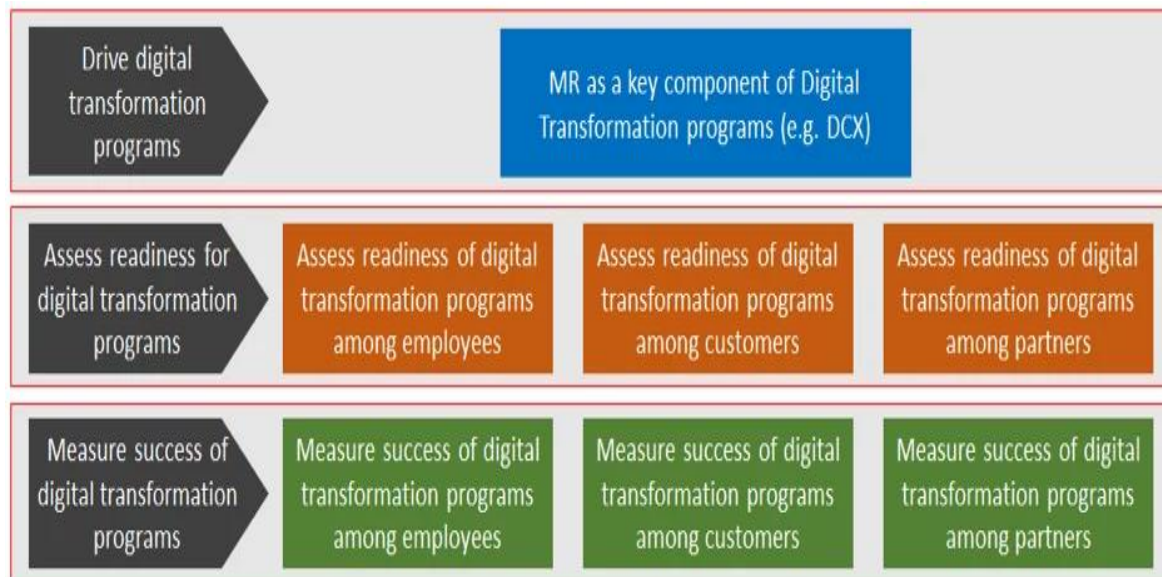 Drive digital
transformation
programs
MR as a key component of Digital
Transformation programs (e.g. DCX)
Assess readiness for
digital transformation
programs
Assess readiness of digital
transformation programs
among employees
Assess readiness of digital
transformation programs
among customers
Assess readiness of digital
transformation programs
among partners
Measure success of
digital transformation
programs
Measure success of digital
transformation programs
among employees
Measure success of digital
transformation programs
among customers
Measure success of digital
transformation programs
among partners